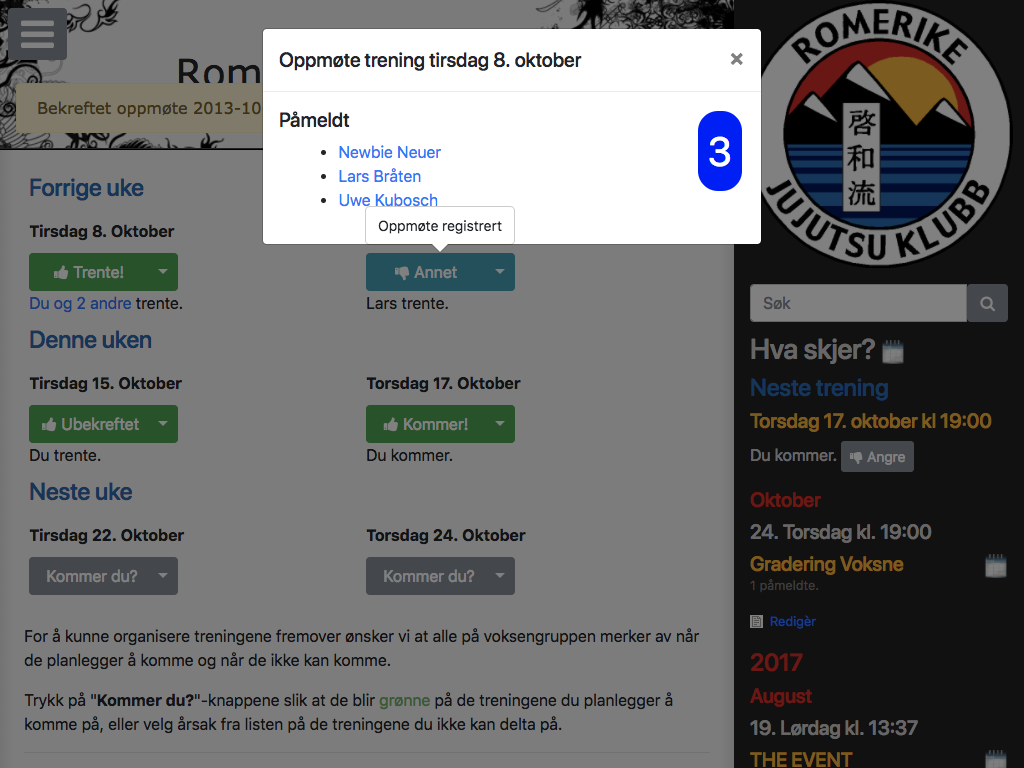 Rom
Bekreftet oppmøte 2013-10
Oppmøte trening tirsdag 8. oktober
×
Påmeldt
Newbie Neuer
Lars Bråten
Uwe Kubosch
3
Oppmøte registrert
Forrige uke
Tirsdag 8. Oktober
Trente!
Annet
Du og 2 andre trente.
Lars trente.
Denne uken
Tirsdag 15. Oktober
Torsdag 17. Oktober
Ubekreftet
Kommer!
Du trente.
Du kommer.
Neste uke
Tirsdag 22. Oktober
Torsdag 24. Oktober
Kommer du?
Kommer du?
For å kunne organisere treningene fremover ønsker vi at alle på voksengruppen merker av når
de planlegger å komme og når de ikke kan komme.
Trykk på "Kommer du?"-knappene slik at de blir grønne på de treningene du planlegger å
komme på, eller velg årsak fra listen på de treningene du ikke kan delta på.
ROMERIKE
啓和流
JUJUTSU KLUBB
Søk
Hva skjer?
Neste trening
Torsdag 17. oktober kl 19:00
Du kommer. Angre
Oktober
24. Torsdag kl. 19:00
Gradering Voksne
1 påmeldte.
Redigèr
2017
August
19. Lørdag kl. 13:37
THE EVENT